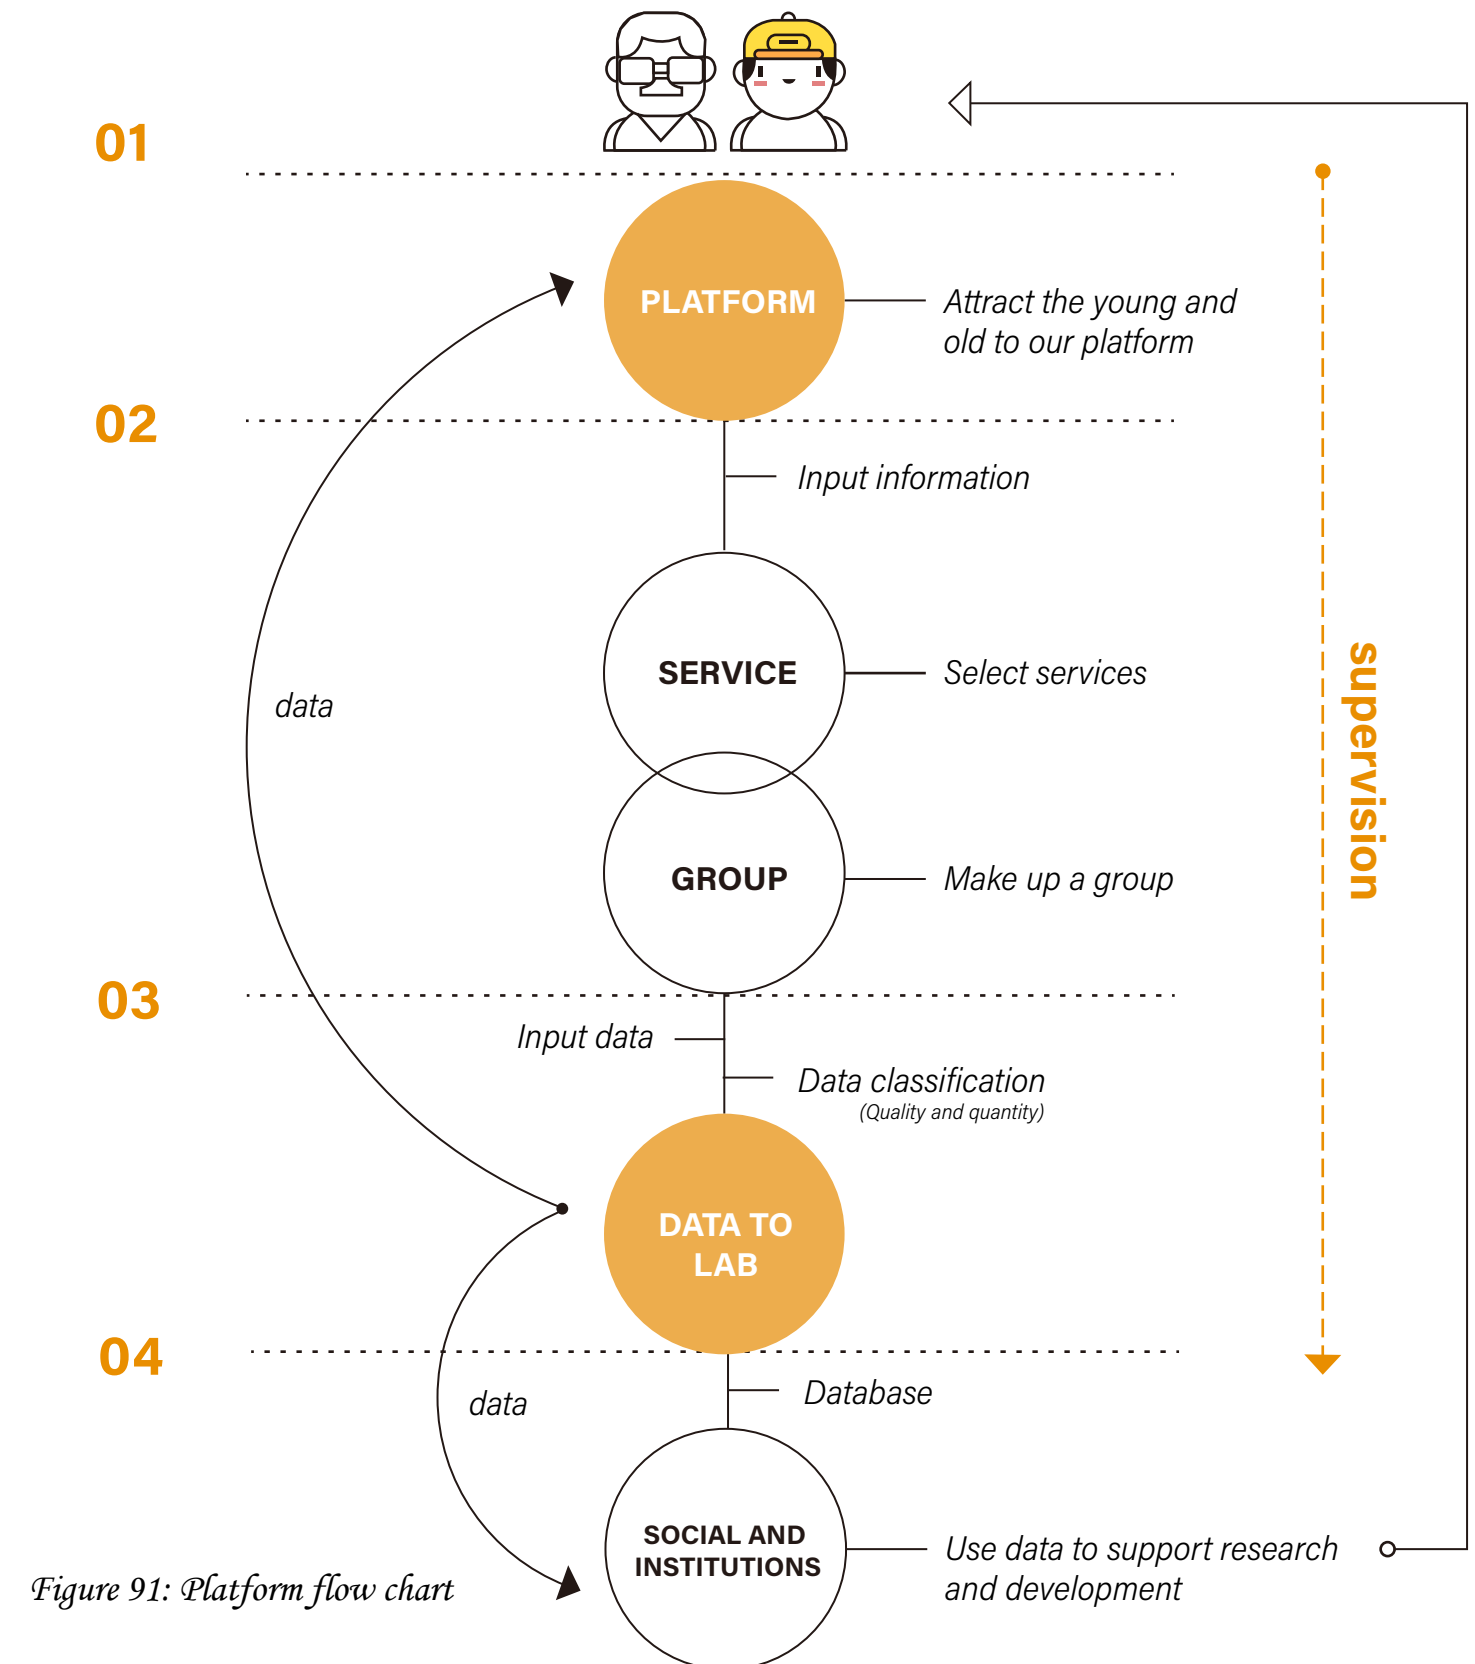 01
PLATFORM
Attract the young and
old to our platform
02
Input information
SERVICE
Select services
data
supervision
GROUP
Make up a group
03
Input data
Data classification
(Quality and quantity)
DATA TO
LAB
04
Database
data
SOCIAL AND
INSTITUTIONS
Use data to support research
and development
Figure 91: Platform flow chart